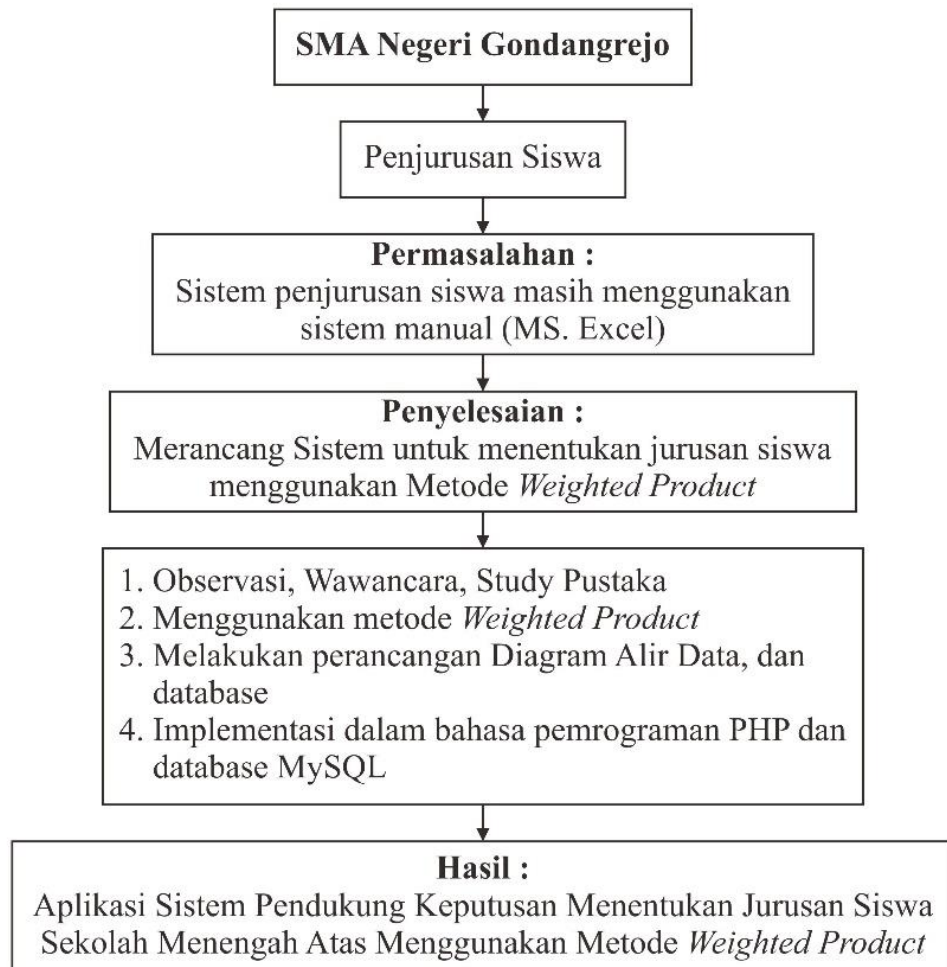 SMA Negeri Gondangrejo
Penjurusan Siswa
Permasalahan :
Sistem penjurusan siswa masih menggunakan
sistem manual (MS. Excel)
Penyelesaian :
Merancang Sistem untuk menentukan jurusan siswa
menggunakan Metode Weighted Product
1. Observasi, Wawancara, Study Pustaka
2. Menggunakan metode Weighted Product
3. Melakukan perancangan Diagram Alir Data, dan
database
4. Implementasi dalam bahasa pemrograman PHP dan
database MySQL
Hasil :
Aplikasi Sistem Pendukung Keputusan Menentukan Jurusan Siswa
Sekolah Menengah Atas Menggunakan Metode Weighted Product